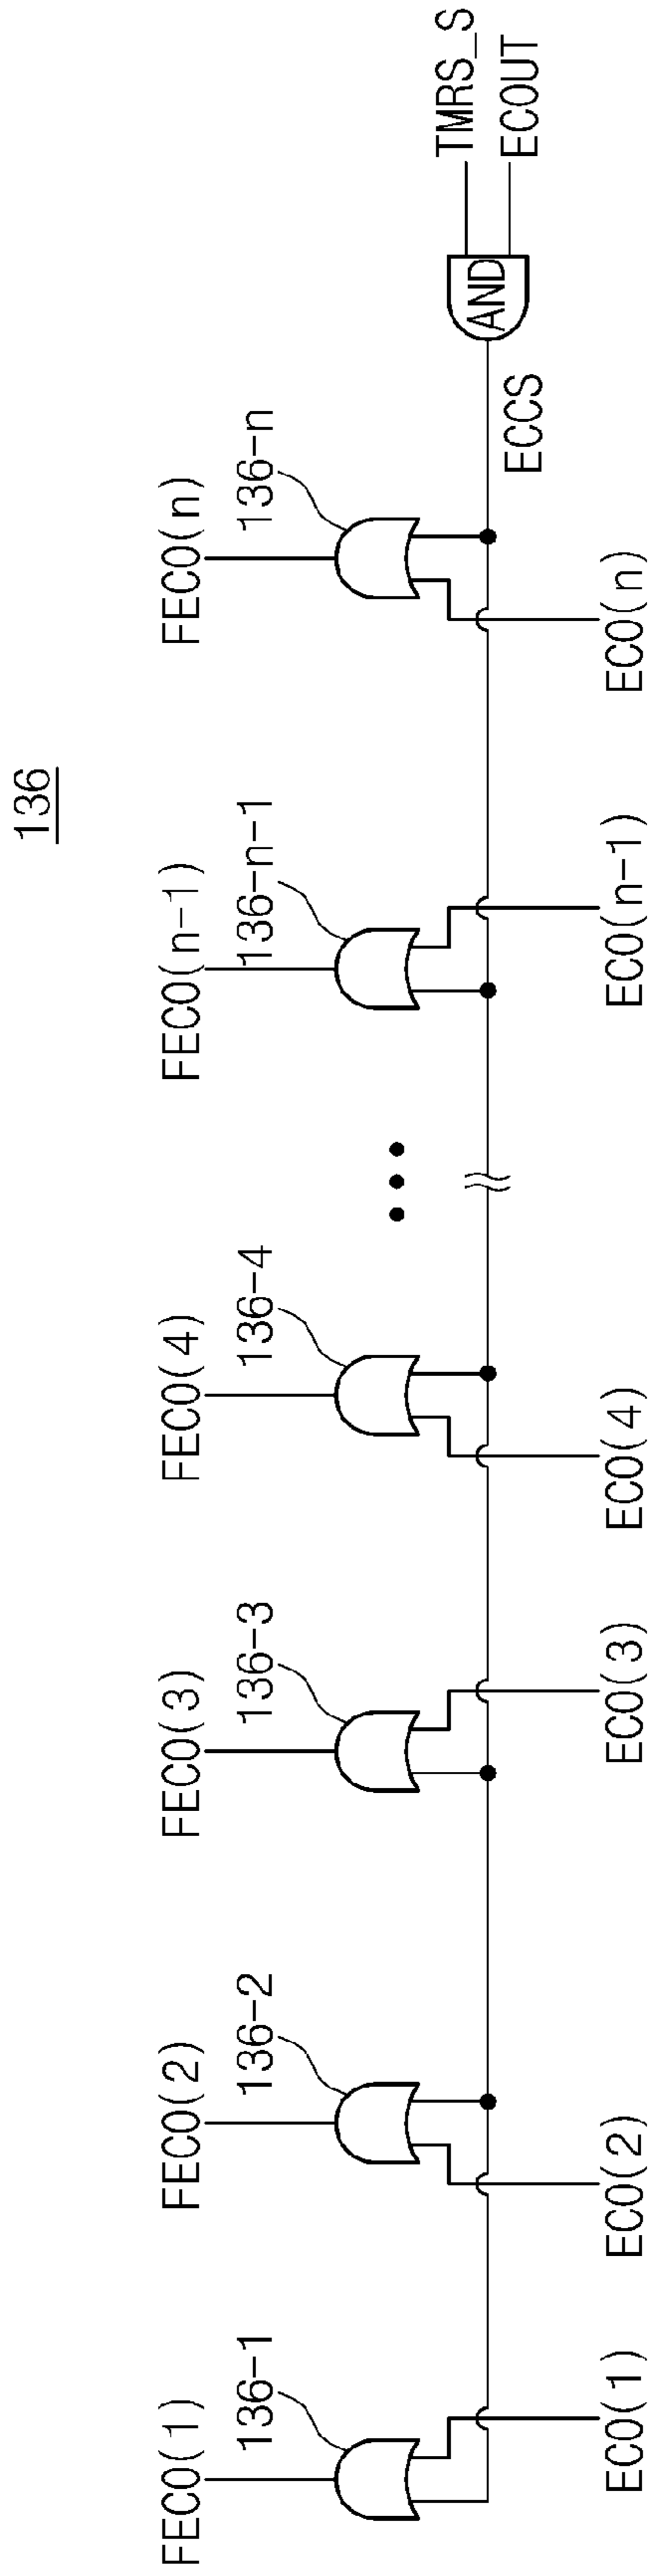 136
FECO(1) FECO(2) FECO(3) FECO(4) FECO(n-1) FECO(n)
136-1 136-2 136-3 136-4 136-n-1 136-n
TMRS_S
AND
ECOUT
ECCS
ECO(1) ECO(2) ECO(3) ECO(4) ECO(n-1) ECO(n)